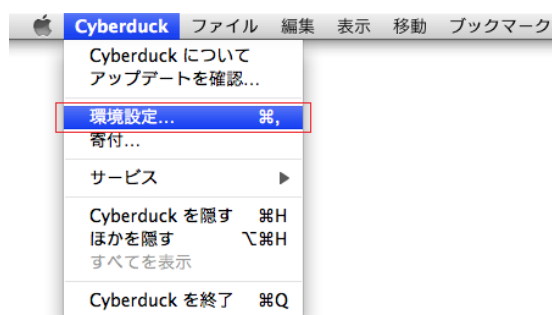 Cyberduck ファイル 編集 表示 移動 ブックマーク
Cyberduck について
アップデートを確認...
環境設定... ⌘,
寄付...
サービス ▶
Cyberduck を隠す ⌘H
ほかを隠す ⌥⌘H
すべてを表示
Cyberduck を終了 ⌘Q